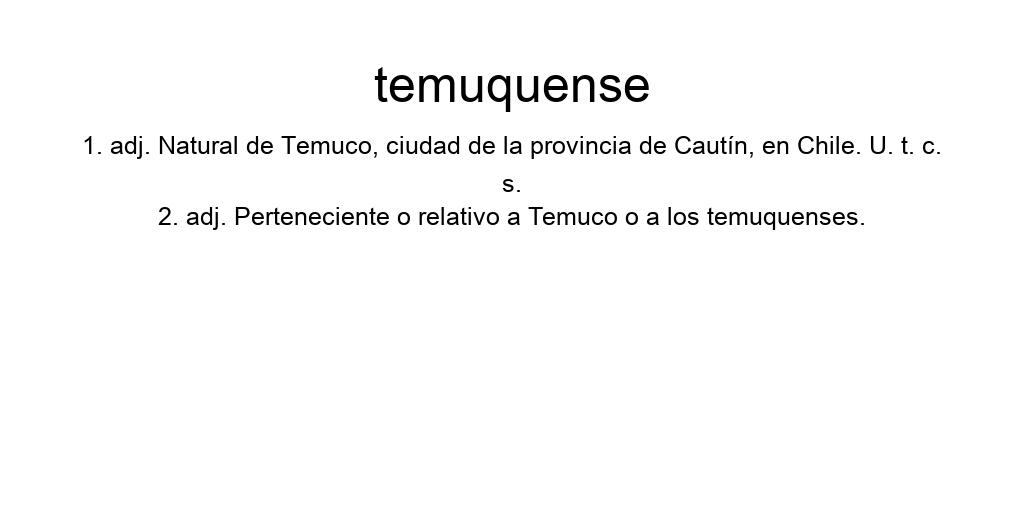 temuquense
1. adj. Natural de Temuco, ciudad de la provincia de Cautín, en Chile. U. t. c.
s.
2. adj. Perteneciente o relativo a Temuco o a los temuquenses.